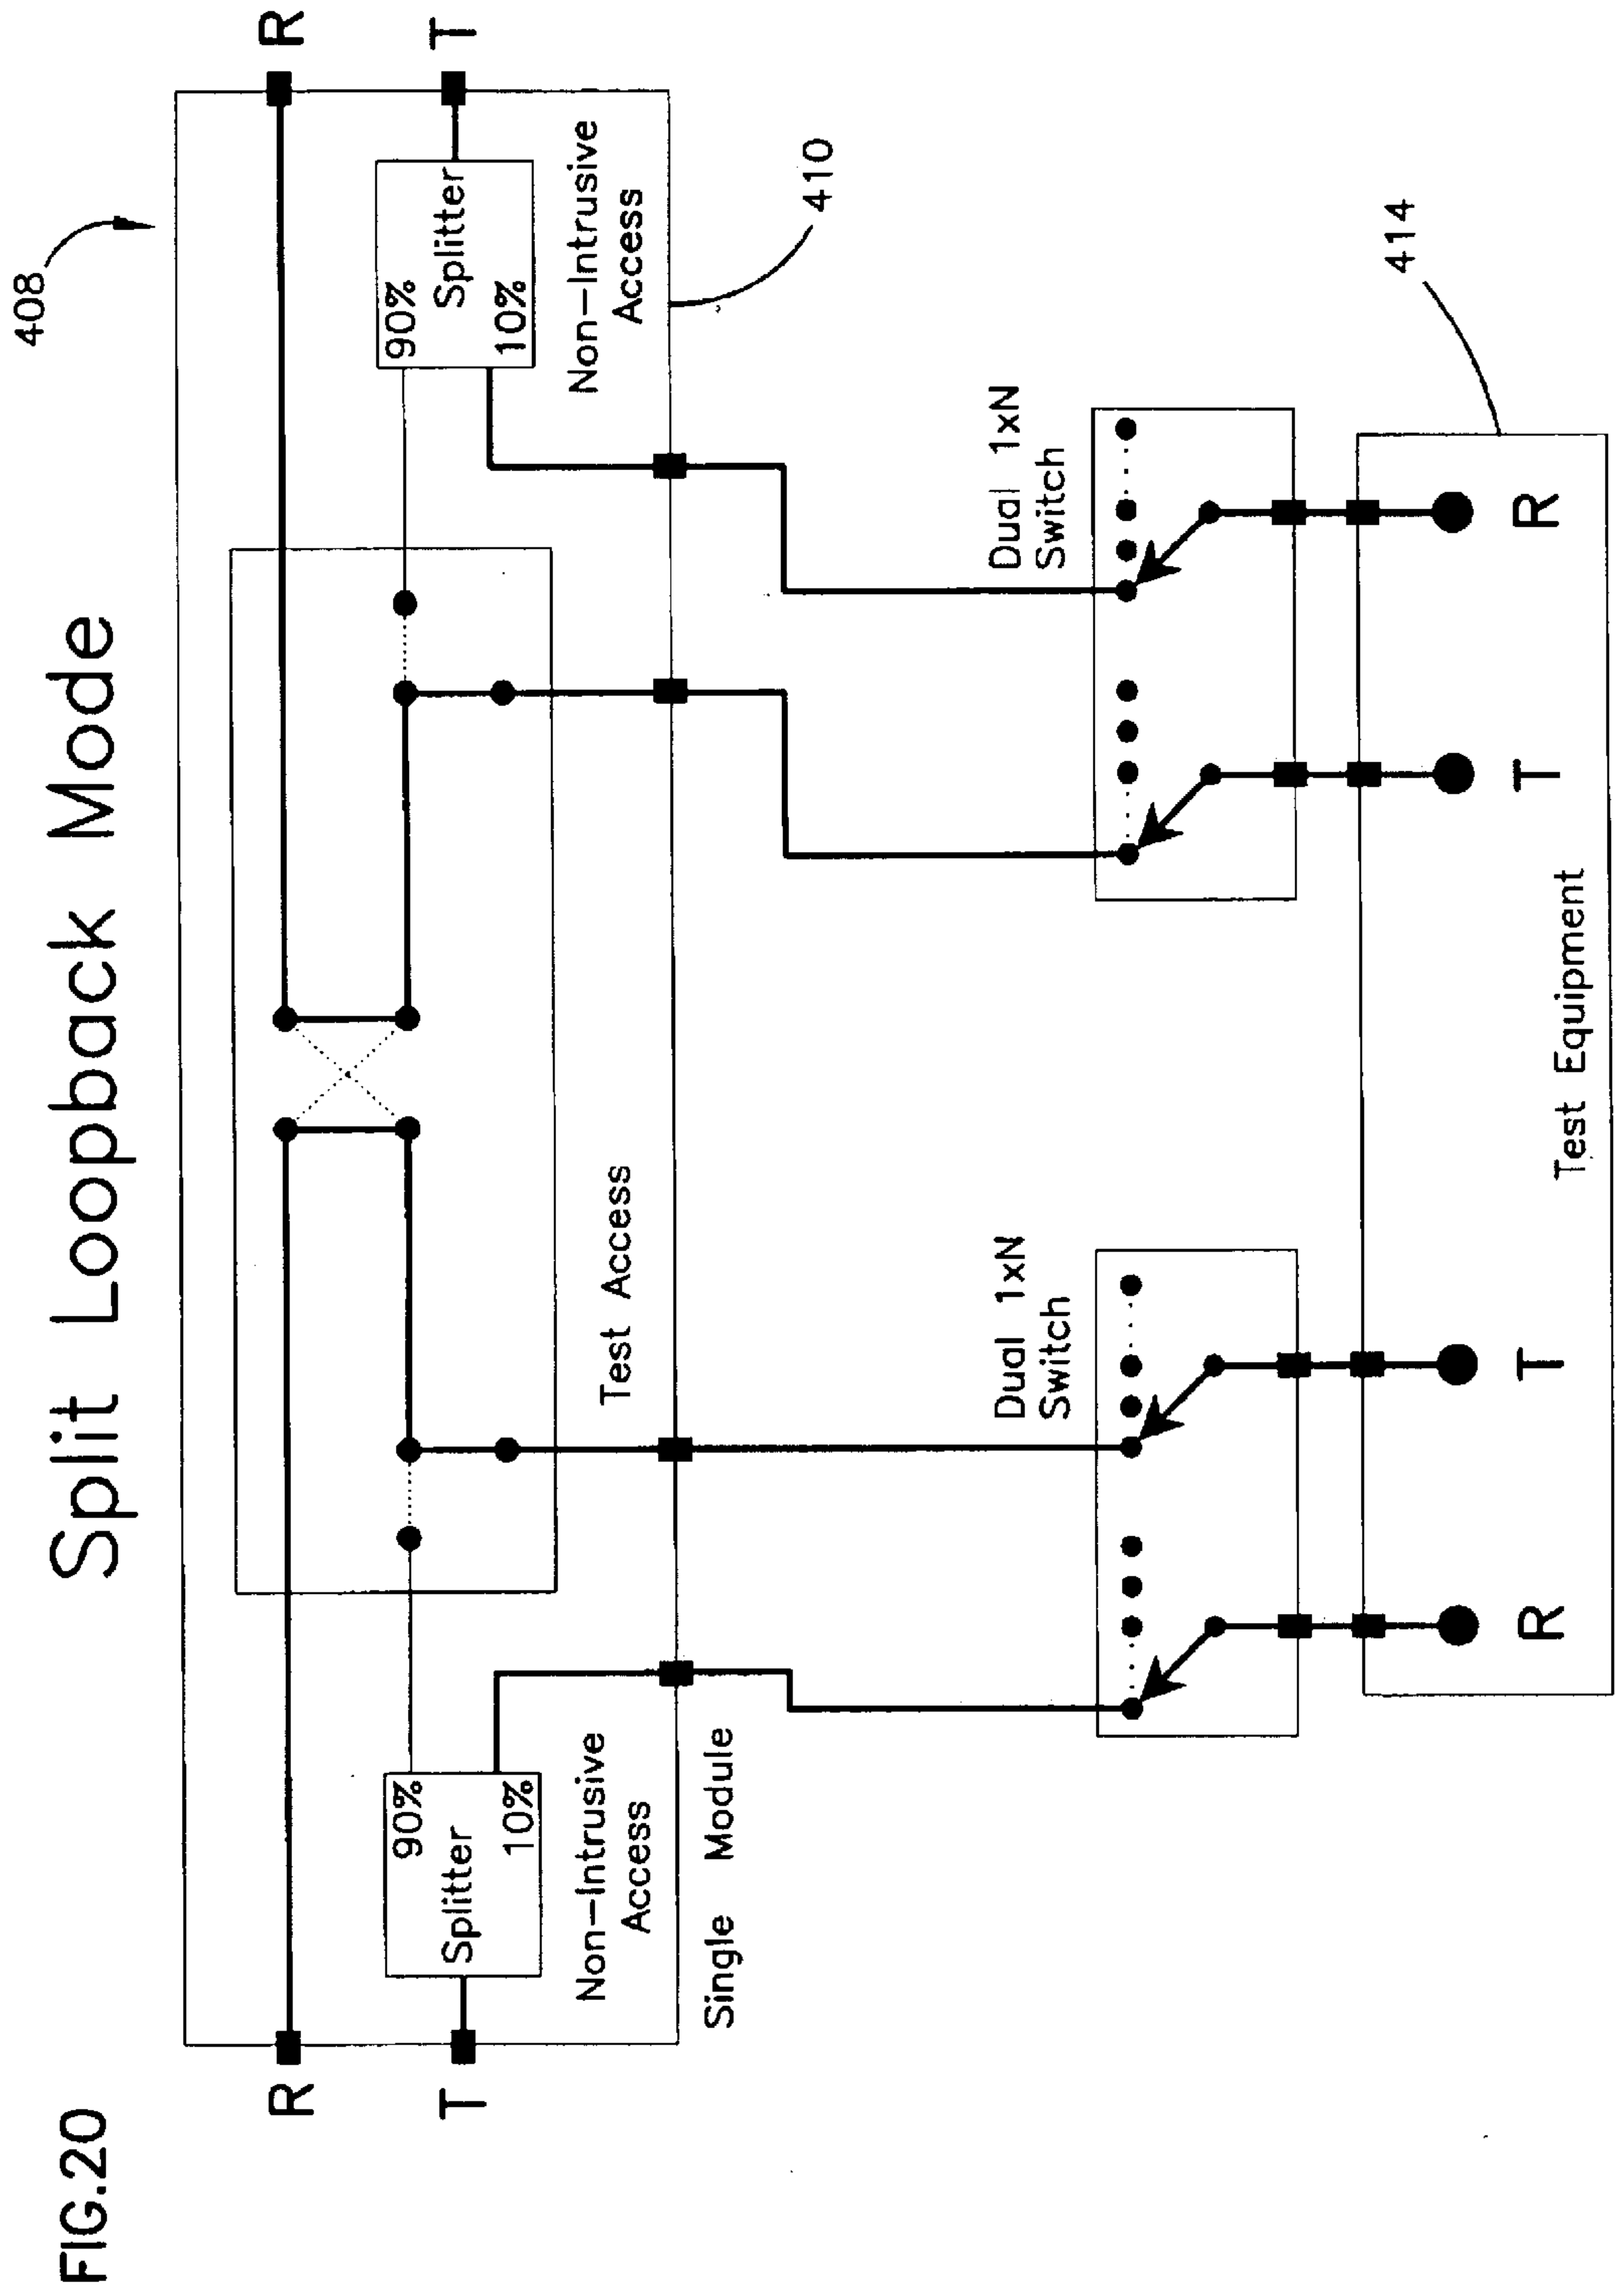 FIG.20
Split Loopback Mode
408
R
R
T
T
Splitter
90%
10%
90%
10%
Splitter
Non-Intrusive
Access
Test Access
Non-Intrusive
Access
Single Module
410
Dual 1xN
Switch
Dual 1xN
Switch
414
R
T
T
R
Test Equipment